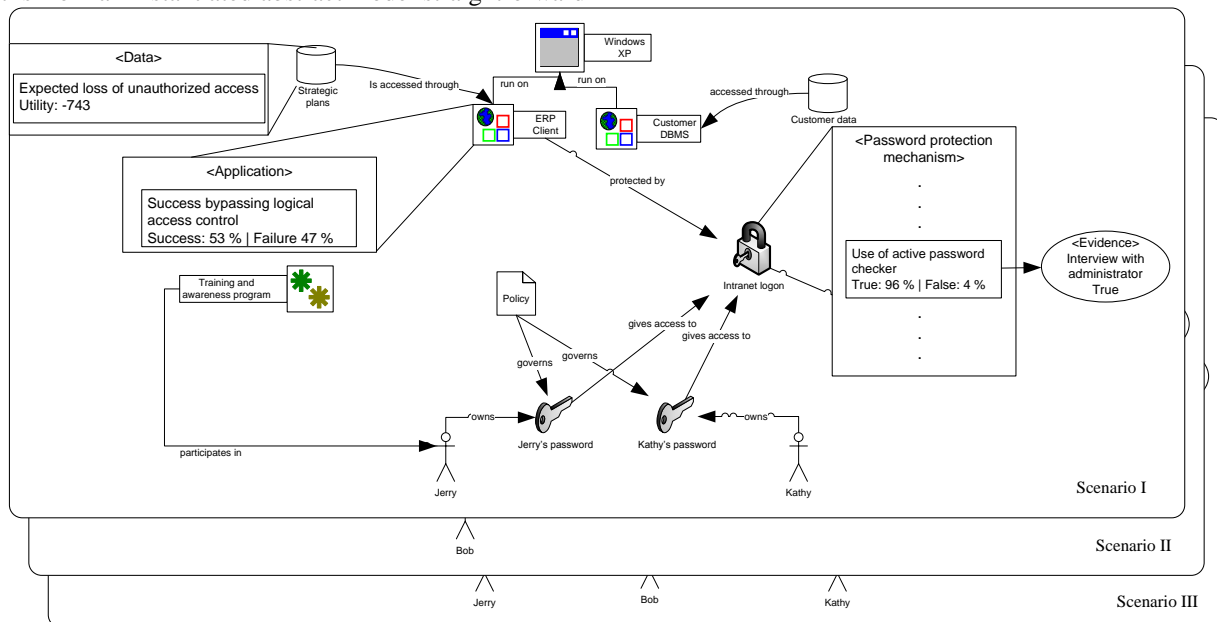 <Data>
Expected loss of unauthorized access
Utility: -743
Strategic
plans
Is accessed through
Windows
XP
run on
run on
ERP
Client
Customer
DBMS
accessed through
Customer data
<Application>
Success bypassing logical
access control
Success: 53 % | Failure 47 %
protected by
<Password protection
mechanism>
.
.
.
Use of active password
checker
True: 96 % | False: 4 %
.
.
.
<Evidence>
Interview with
administrator
True
Intranet logon
Training and
awareness program
Policy
gives access to
gives access to
governs
governs
owns
owns
Jerry's password
Kathy's password
participates in
Jerry
Kathy
Scenario I
Bob
Scenario II
Jerry
Bob
Kathy
Scenario III